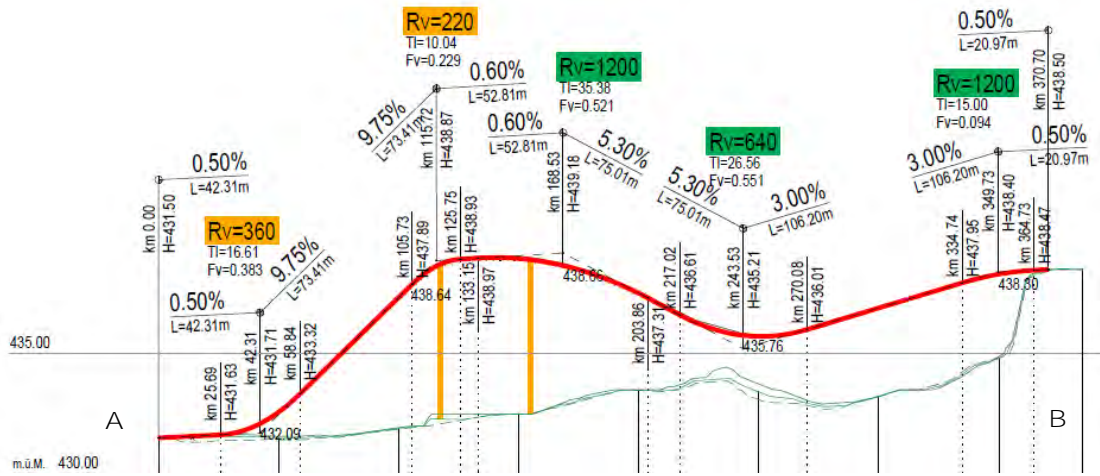 0.50%
L=42.31m
km 0.00
H=431.50
0.50%
L=42.31m
km 25.69
H=431.63
Rv=360
Tl=16.61
Fv=0.383
9.75%
L=73.41m
km 42.31
H=431.71
km 58.84
H=433.32
432.09
Rv=220
Tl=10.04
Fv=0.229
9.75%
L=73.41m
0.60%
L=52.81m
km 115.72
H=438.87
km 105.73
H=437.89
438.64
km 125.75
H=438.93
km 133.15
H=438.97
Rv=1200
Tl=35.38
Fv=0.521
0.60%
L=52.81m
5.30%
L=75.01m
km 168.53
H=439.18
438.66
km 203.86
H=437.31
km 217.02
H=436.61
Rv=640
Tl=26.56
Fv=0.551
5.30%
L=75.01m
3.00%
L=106.20m
km 243.53
H=435.21
435.76
km 270.08
H=436.01
Rv=1200
Tl=15.00
Fv=0.094
3.00%
L=106.20m
0.50%
L=20.97m
km 334.74
H=437.95
km 349.73
H=438.40
438.30
km 364.73
H=438.47
0.50%
L=20.97m
km 370.70
H=438.50
435.00
A
B
m.ü.M. 430.00